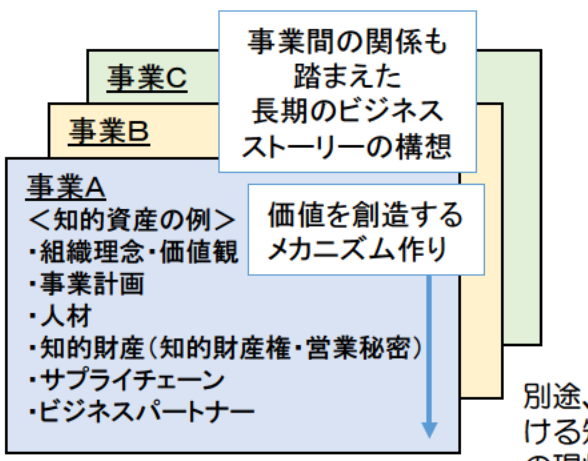 事業間の関係も
踏まえた
長期のビジネス
ストーリーの構想
事業C
事業B
事業A
<知的資産の例>
・組織理念・価値観
・事業計画
・人材
・知的財産(知的財産権・営業秘密)
・サプライチェーン
・ビジネスパートナー
価値を創造する
メカニズム作り
別途、
ける